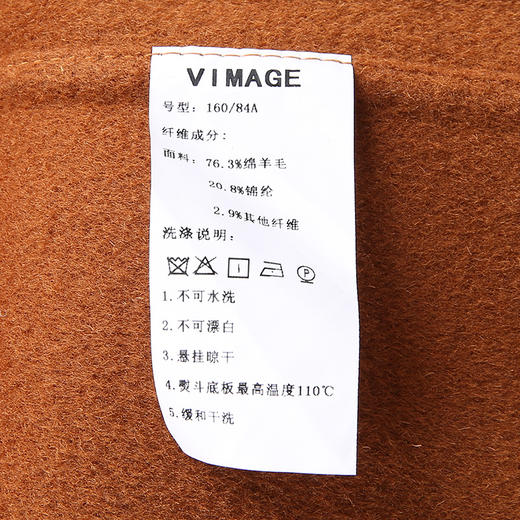 VIMAGE
号型: 160/84A
纤维成分:
面料: 76.3%绵羊毛
20.8%锦纶
2.9%其他纤维
洗涤说明:
1.不可水洗
2.不可漂白
3.悬挂晾干
4.熨斗底板最高温度110℃
5.缓和干洗